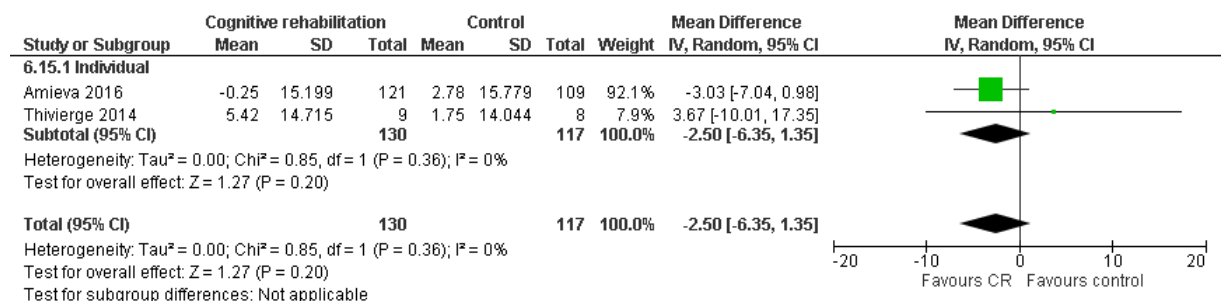 Cognitive rehabilitation Control Mean Difference Mean Difference
Study or Subgroup Mean SD Total Mean SD Total Weight IV, Random, 95% CI IV, Random, 95% CI
6.15.1 Individual
Amieva 2016 -0.25 15.199 121 2.78 15.779 109 92.1% -3.03 [-7.04, 0.98]
Thivierge 2014 5.42 14.715 9 1.75 14.044 8 7.9% 3.67 [-10.01, 17.35]
Subtotal (95% CI) 130 117 100.0% -2.50 [-6.35, 1.35]
Heterogeneity: Tau² = 0.00; Chi² = 0.85, df = 1 (P = 0.36); I² = 0%
Test for overall effect: Z = 1.27 (P = 0.20)
Total (95% CI) 130 117 100.0% -2.50 [-6.35, 1.35]
Heterogeneity: Tau² = 0.00; Chi² = 0.85, df = 1 (P = 0.36); I² = 0%
Test for overall effect: Z = 1.27 (P = 0.20)
Test for subgroup differences: Not applicable
-20 -10 0 10 20
Favours CR Favours control